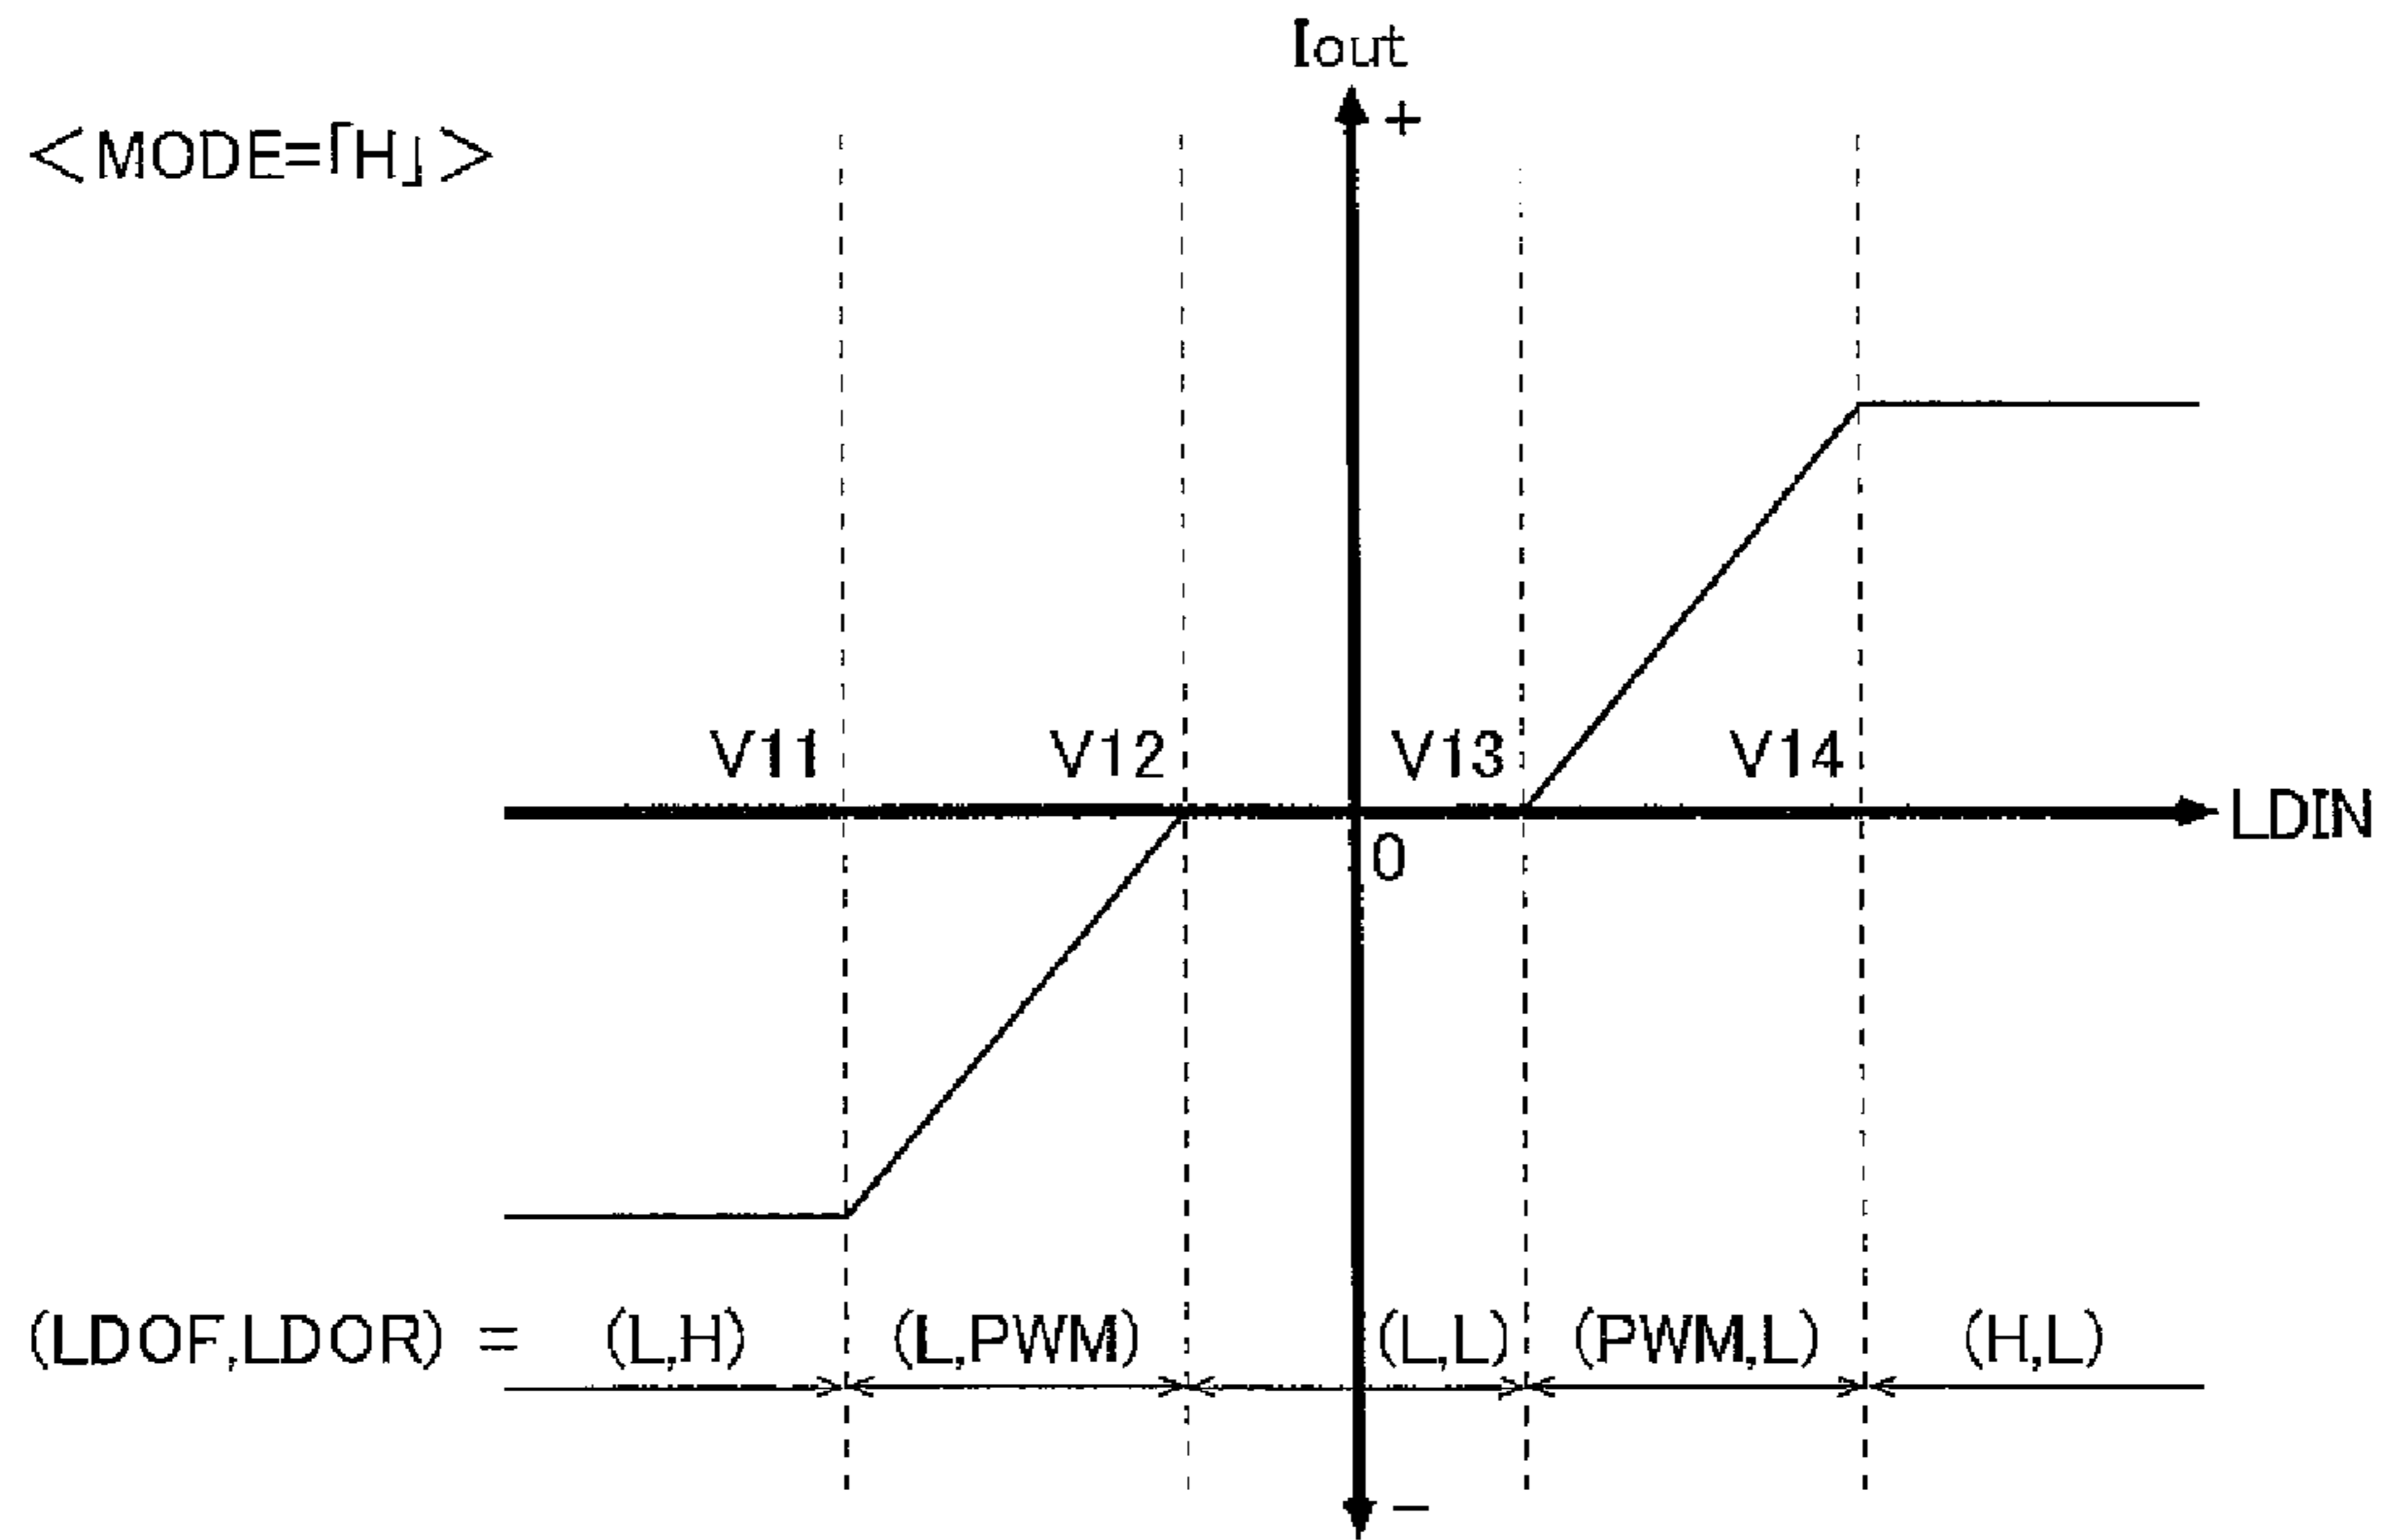 Iout
+
<MODE=「H」>
V11 V12 V13 V14
LDIN
0
(LDOF,LDOR) = (L,H) (L,PWM) (L,L) (PWM,L) (H,L)
−